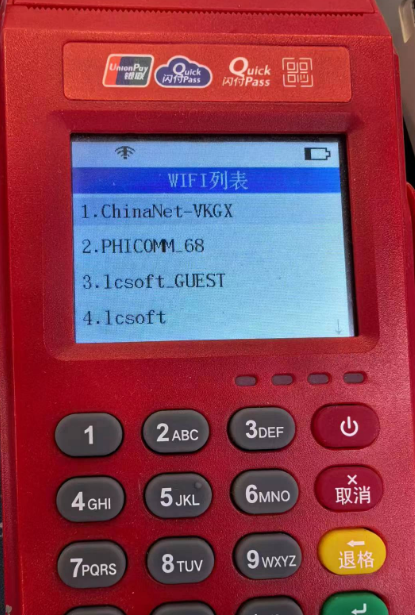 UnionPay 银联 Quick 闪付Pass Quick 闪付Pass
WIFI列表
1.ChinaNet-VKGX
2.PHICOMM_68
3.lcsoft_GUEST
4.lcsoft
1 2ABC 3DEF
4GHI 5JKL 6MNO 取消
7PQRS 8TUV 9WXYZ 退格